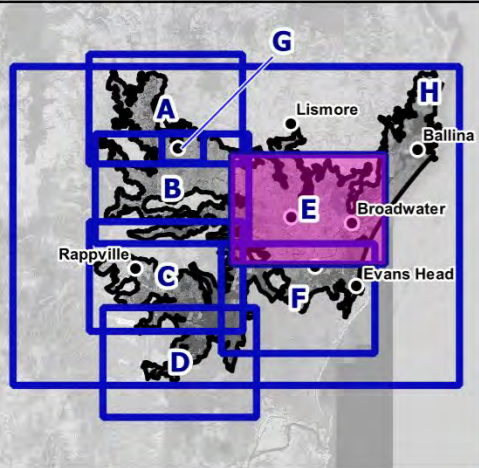 G
A
H
Lismore
Ballina
B
E
Broadwater
Rappville
C
Evans Head
F
D